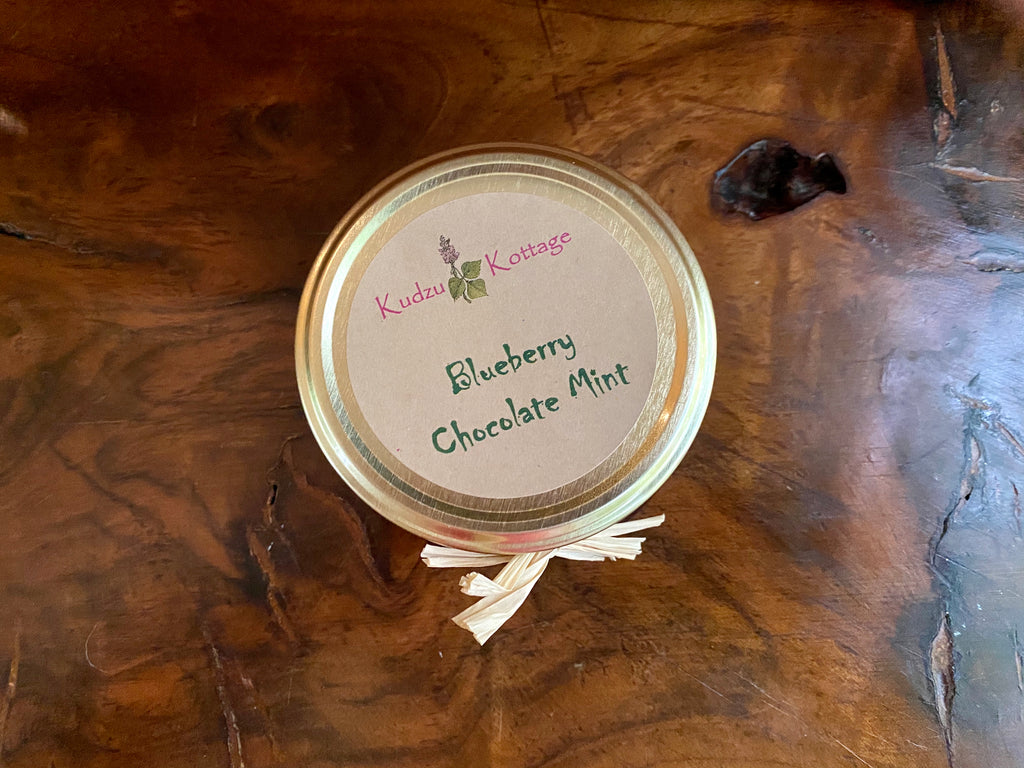 Kudzu Kottage
Blueberry
Chocolate Mint